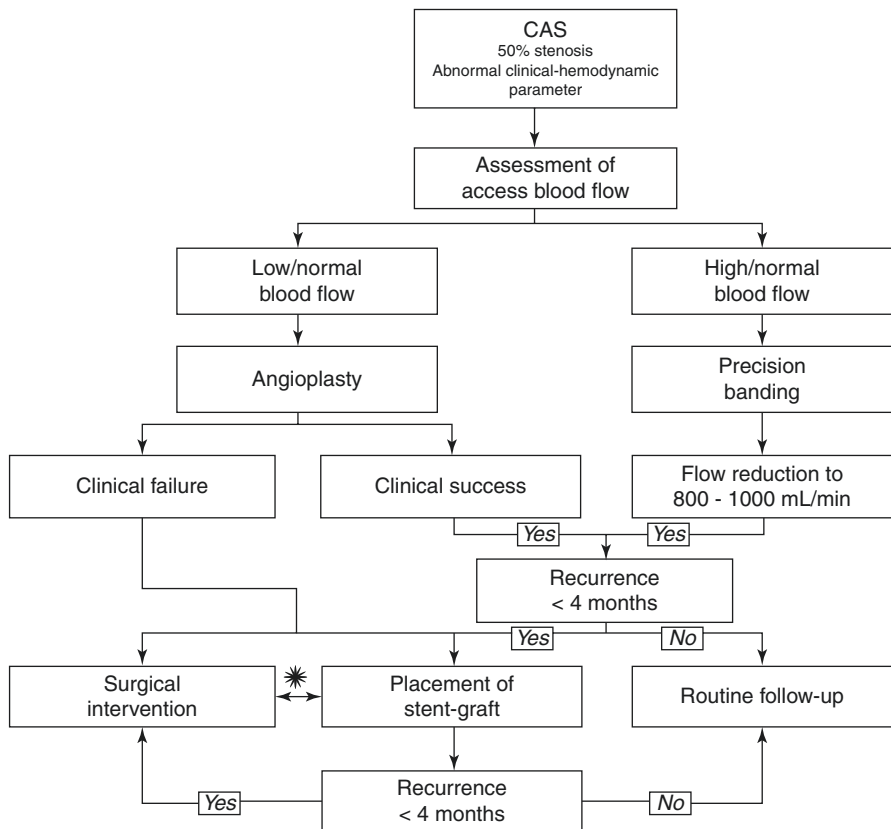 CAS
50% stenosis
Abnormal clinical-hemodynamic
parameter
Assessment of
access blood flow
Low/normal
blood flow
High/normal
blood flow
Angioplasty
Precision
banding
Clinical failure
Clinical success
Flow reduction to
800 - 1000 mL/min
Yes
Yes
Recurrence
< 4 months
Yes
No
Surgical
intervention
Placement of
stent-graft
Routine follow-up
Yes
Recurrence
< 4 months
No